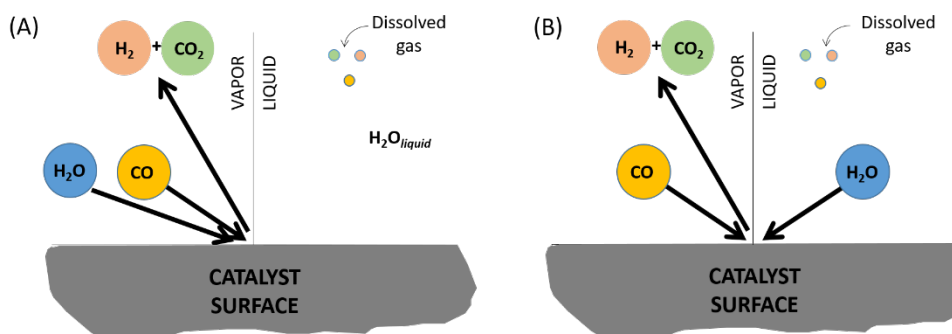 (A)
H₂ + CO₂
VAPOR
LIQUID
Dissolved
gas
H₂O CO
H₂Oliquid
CATALYST
SURFACE
(B)
H₂ + CO₂
VAPOR
LIQUID
Dissolved
gas
CO
H₂O
CATALYST
SURFACE